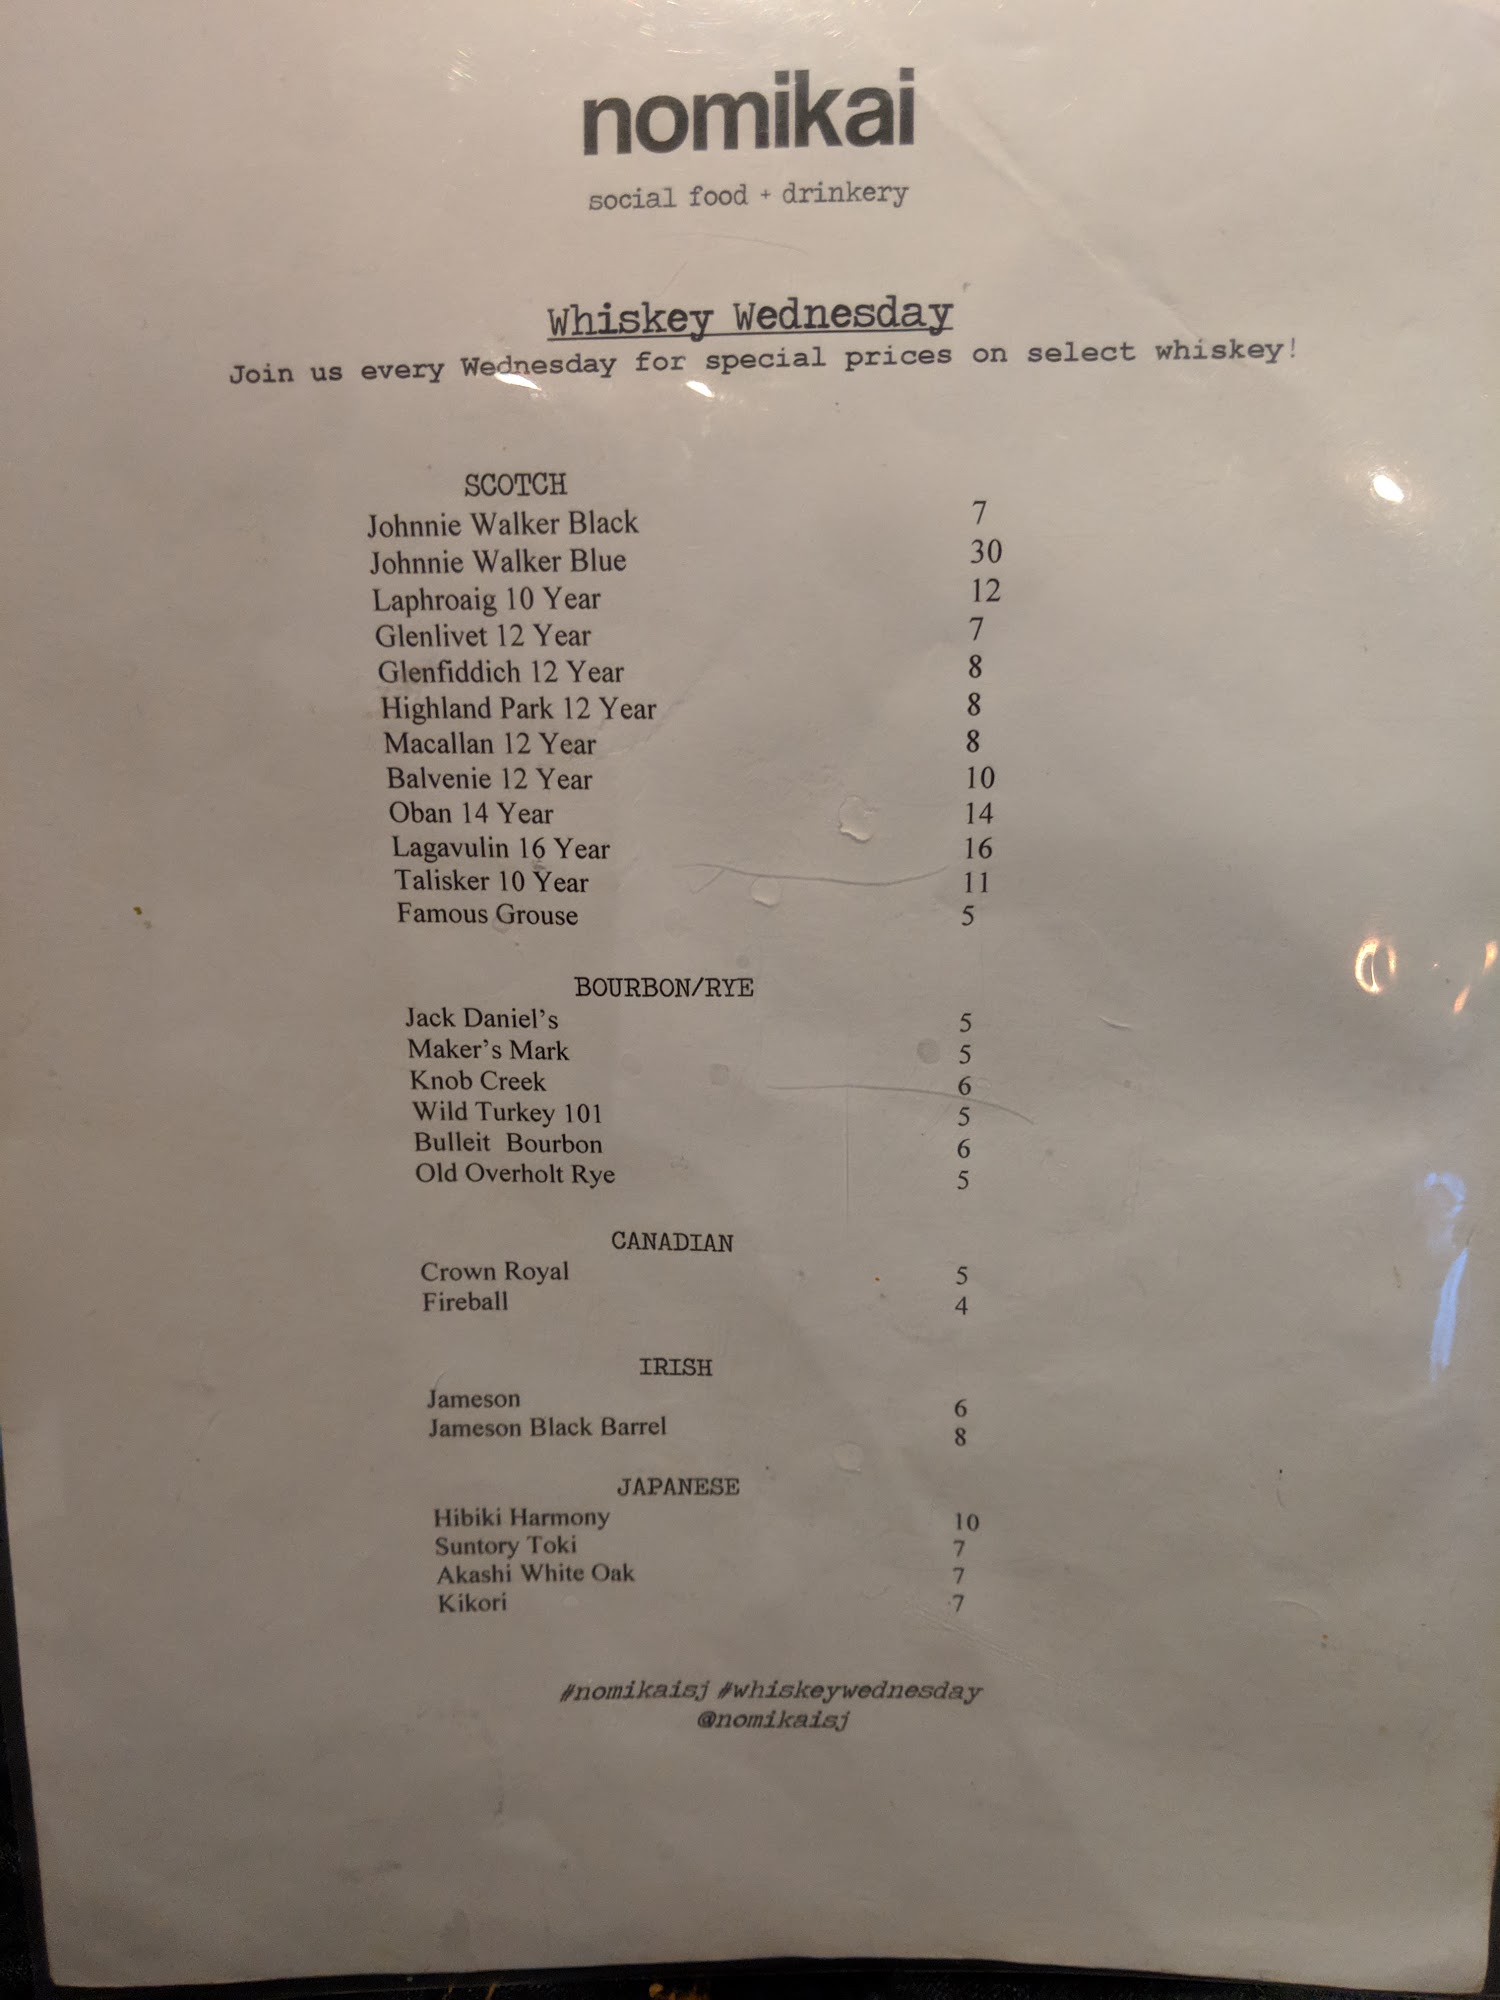 nomikai
social food + drinkery
Whiskey Wednesday
Join us every Wednesday for special prices on select whiskey!
SCOTCH
Johnnie Walker Black 7
Johnnie Walker Blue 30
Laphroaig 10 Year 12
Glenlivet 12 Year 7
Glenfiddich 12 Year 8
Highland Park 12 Year 8
Macallan 12 Year 8
Balvenie 12 Year 10
Oban 14 Year 14
Lagavulin 16 Year 16
Talisker 10 Year 11
Famous Grouse 5
BOURBON/RYE
Jack Daniel's 5
Maker's Mark 5
Knob Creek 6
Wild Turkey 101 5
Bulleit Bourbon 6
Old Overholt Rye 5
CANADIAN
Crown Royal 5
Fireball 4
IRISH
Jameson 6
Jameson Black Barrel 8
JAPANESE
Hibiki Harmony 10
Suntory Toki 7
Akashi White Oak 7
Kikori 7
#nomikaisj #whiskeywednesday
@nomikaisj